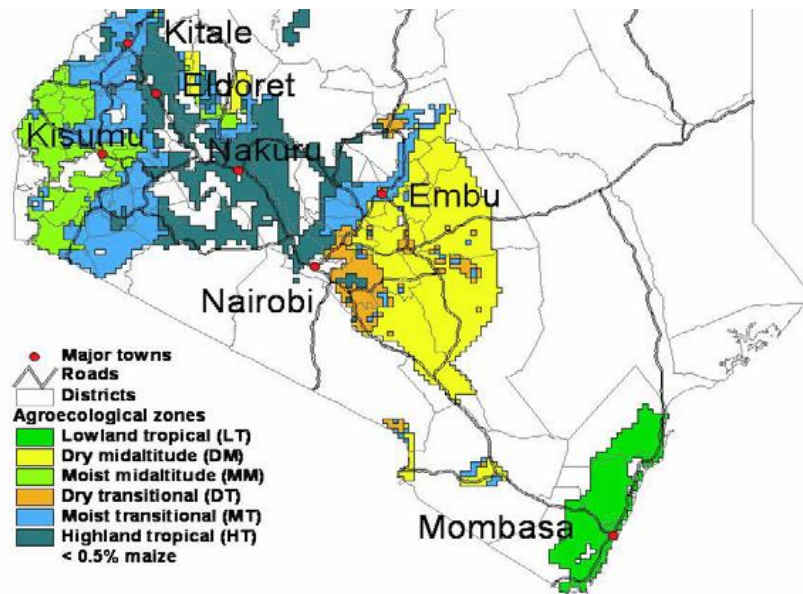 Kitale
Eldoret
Kisumu
Nakuru
Embu
Nairobi
Mombasa
Major towns
Roads
Districts
Agroecological zones
Lowland tropical (LT)
Dry midaltitude (DM)
Moist midaltitude (MM)
Dry transitional (DT)
Moist transitional (MT)
Highland tropical (HT)
< 0.5% maize